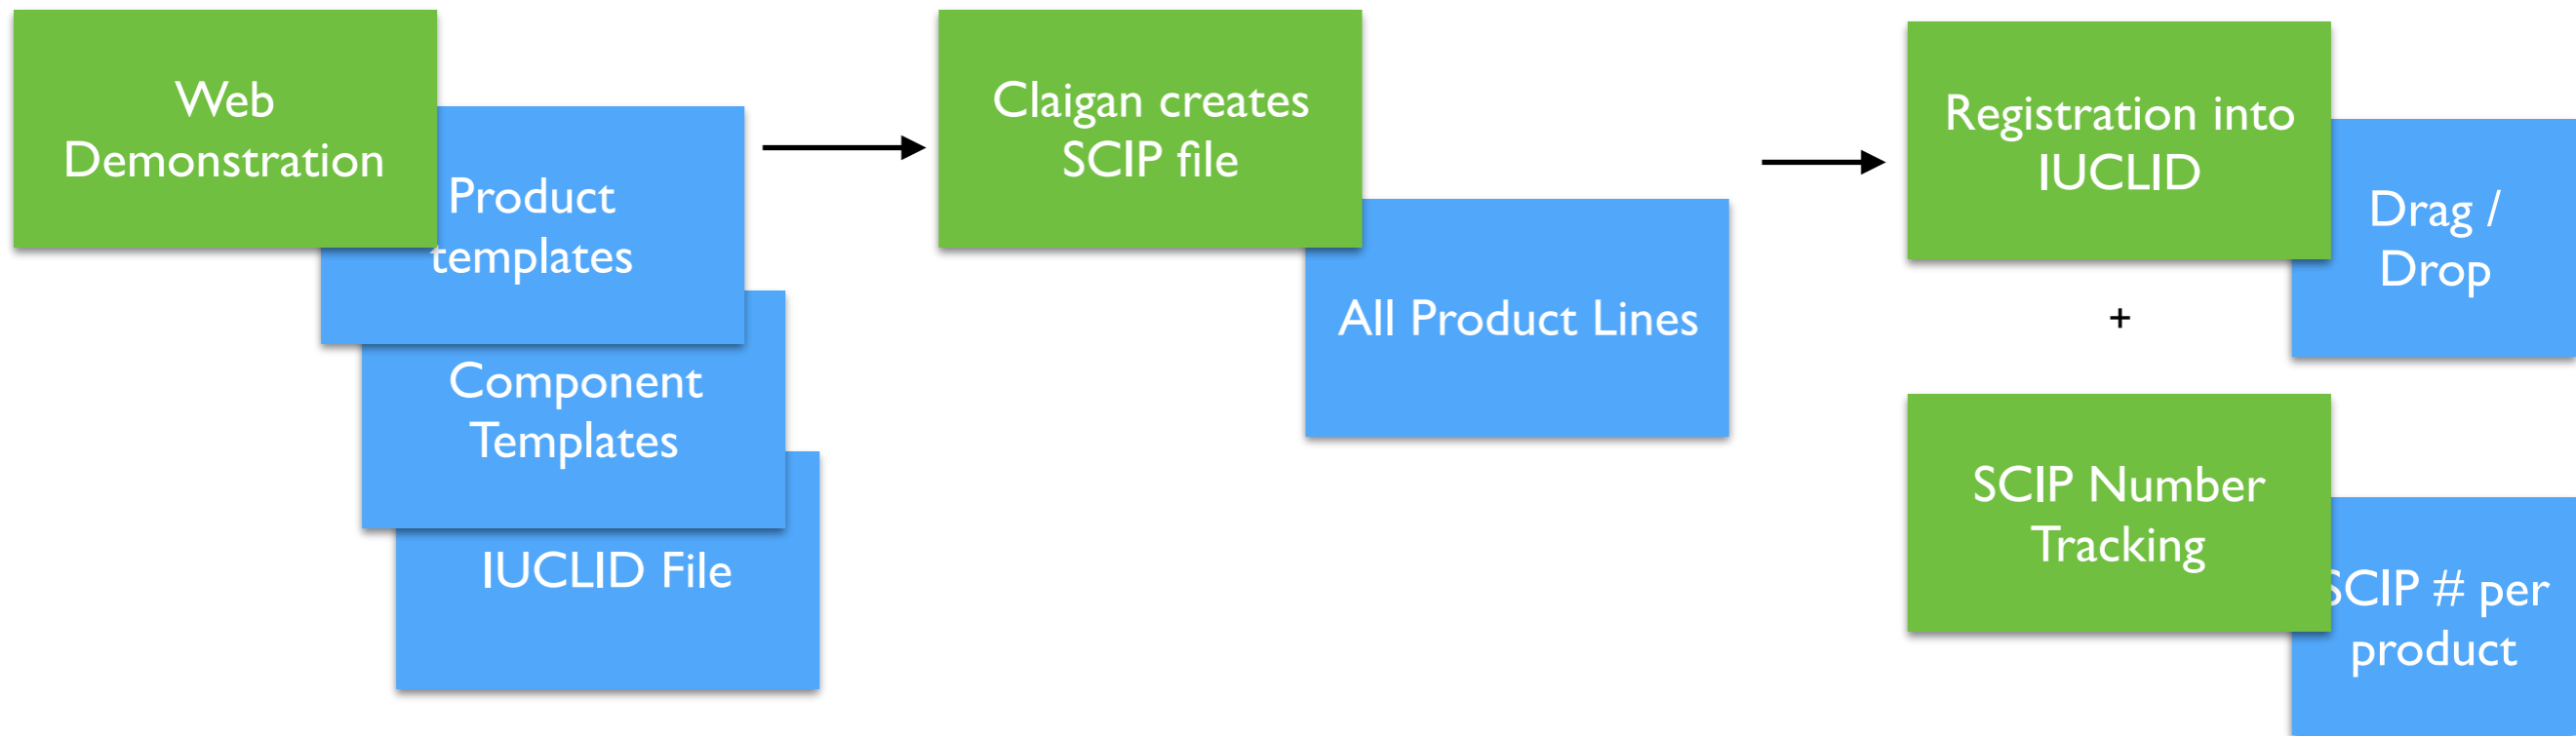 Web
Demonstration
Product
templates
Component
Templates
IUCLID File
Claigan creates
SCIP file
All Product Lines
Registration into
IUCLID
Drag /
Drop
+
SCIP Number
Tracking
SCIP # per
product